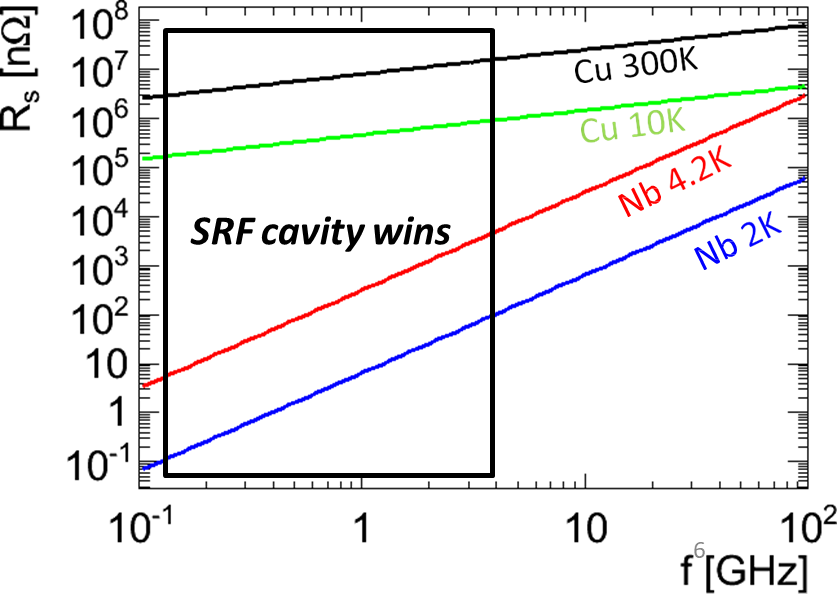 Rs [nΩ]
10^8
10^7
10^6
10^5
10^4
10^3
10^2
10
1
10^-1
Cu 300K
Cu 10K
Nb 4.2K
Nb 2K
SRF cavity wins
10^-1 1 10 10^2
6
f [GHz]